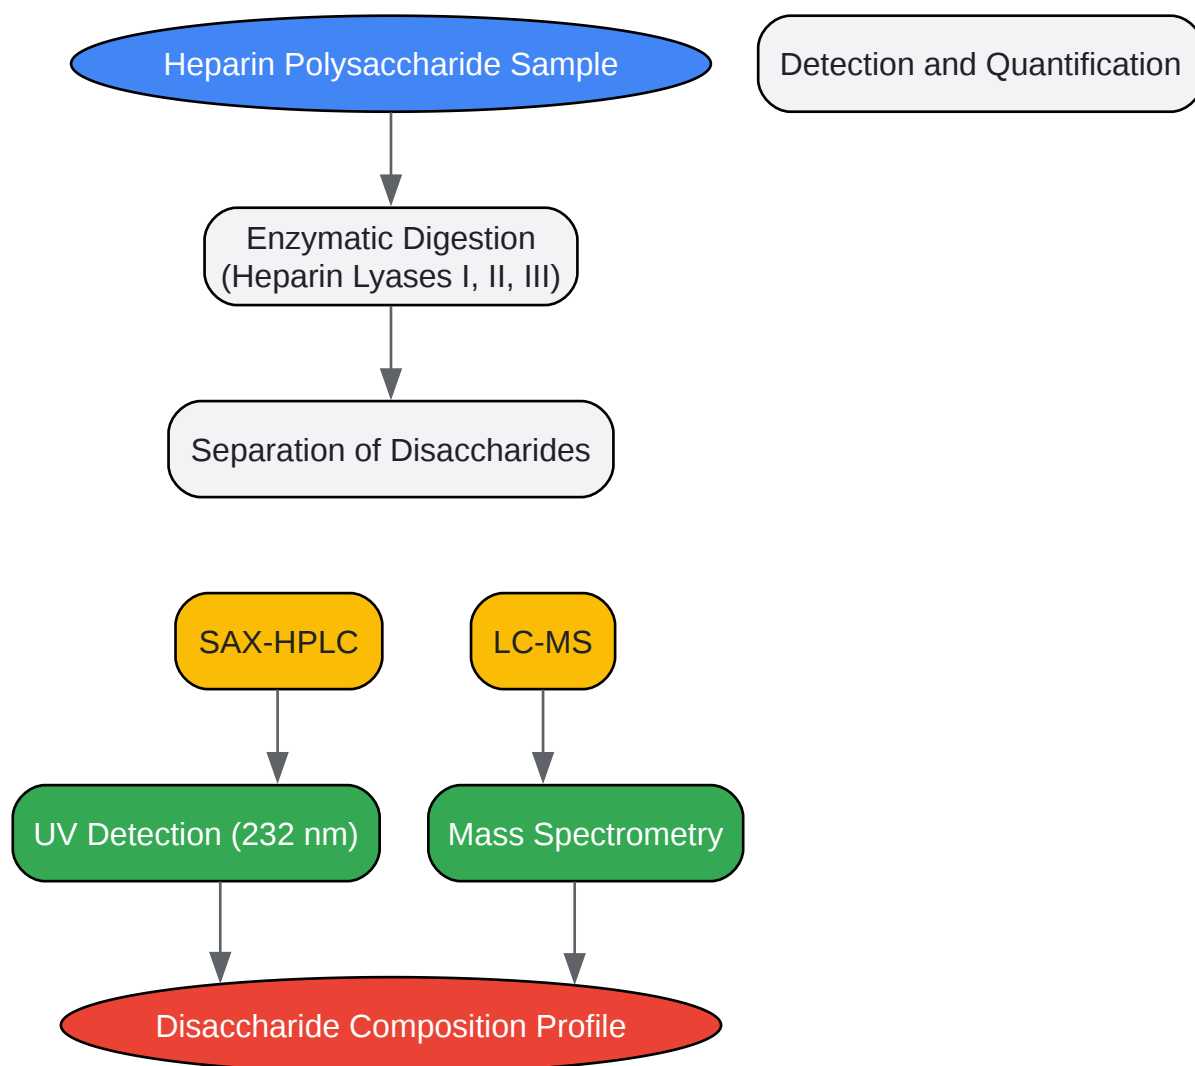 Heparin Polysaccharide Sample
Detection and Quantification
Enzymatic Digestion
(Heparin Lyases I, II, III)
Separation of Disaccharides
SAX-HPLC
LC-MS
UV Detection (232 nm)
Mass Spectrometry
Disaccharide Composition Profile